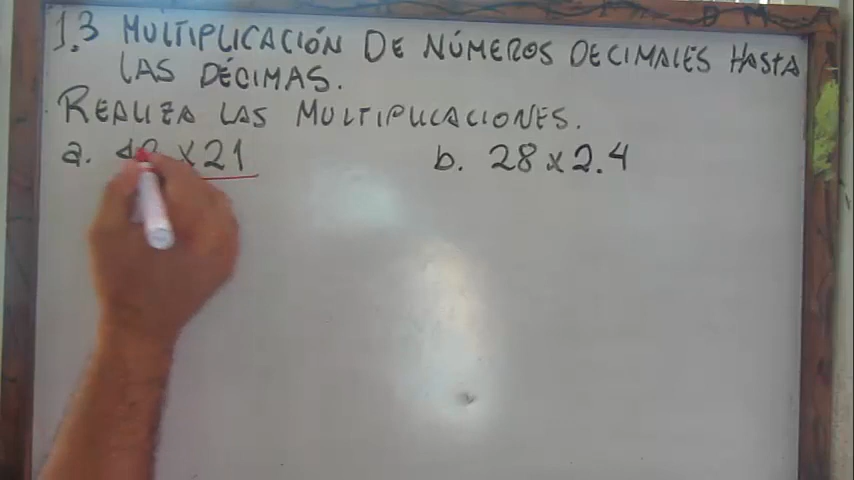 1.3 MULTIPLICACIÓN DE NÚMEROS DECIMALES HASTA
LAS DÉCIMAS.
REALIZA LAS MULTIPLICACIONES.
a. x 21
b. 28 x 2.4